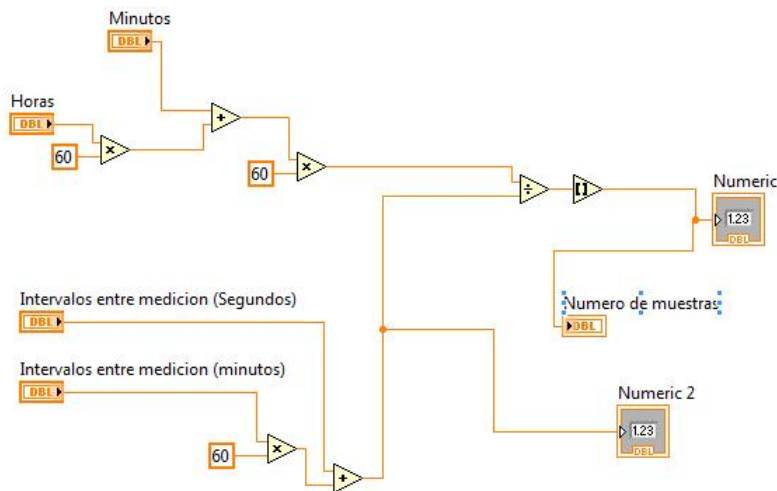 Minutos
DBL
Horas
DBL
+
×
60
60
×
÷
[ ]
Numeric
1.23
DBL
Intervalos entre medicion (Segundos)
DBL
Numero de muestras
DBL
Intervalos entre medicion (minutos)
DBL
Numeric 2
1.23
DBL
60
×
+